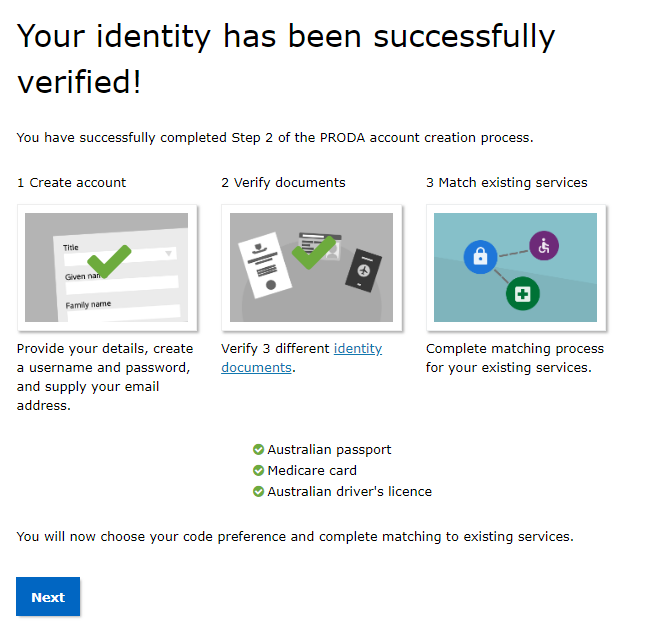 Your identity has been successfully
verified!
You have successfully completed Step 2 of the PRODA account creation process.
1 Create account
Title
Given nam
Family name
Provide your details, create
a username and password,
and supply your email
address.
2 Verify documents
Verify 3 different identity
documents.
3 Match existing services
Complete matching process
for your existing services.
Australian passport
Medicare card
Australian driver's licence
You will now choose your code preference and complete matching to existing services.
Next